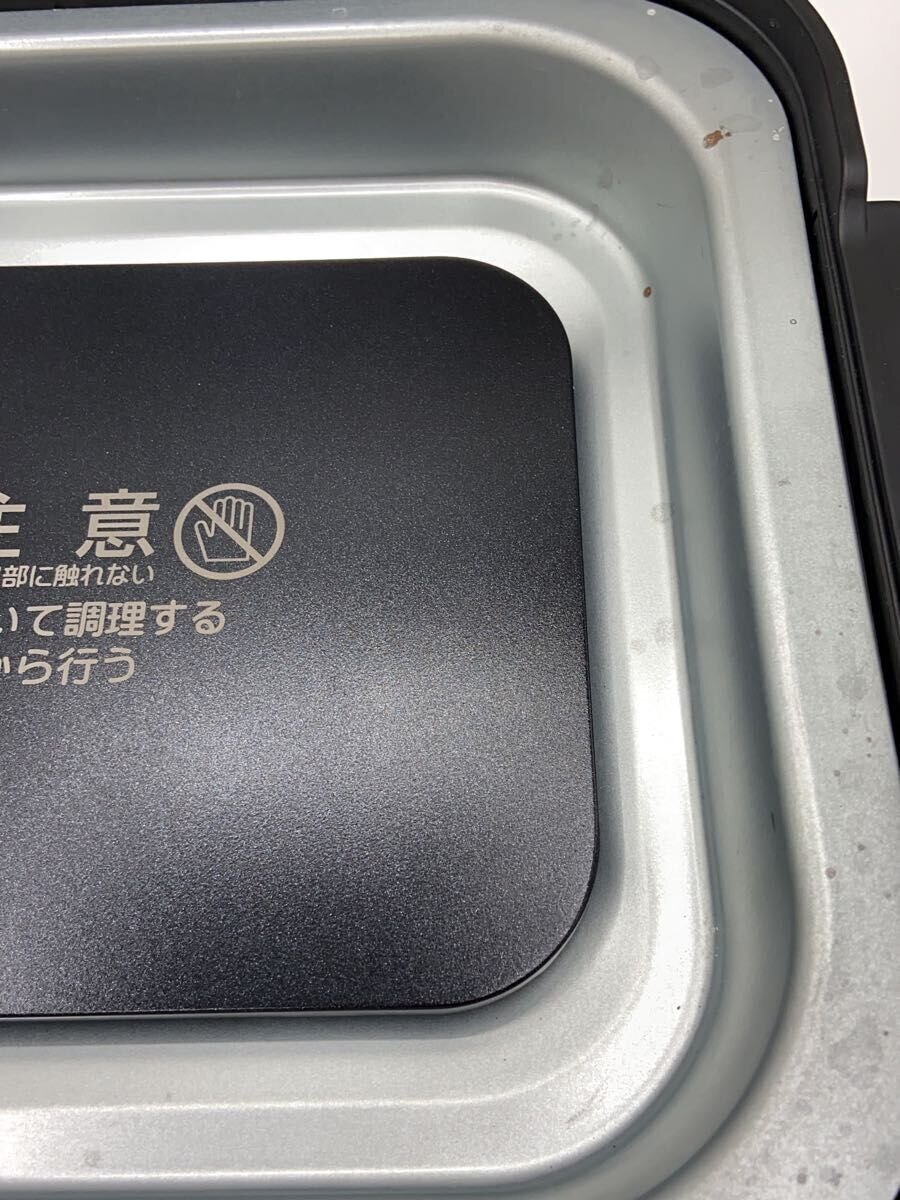 注意
部に触れない
いて調理する
から行う